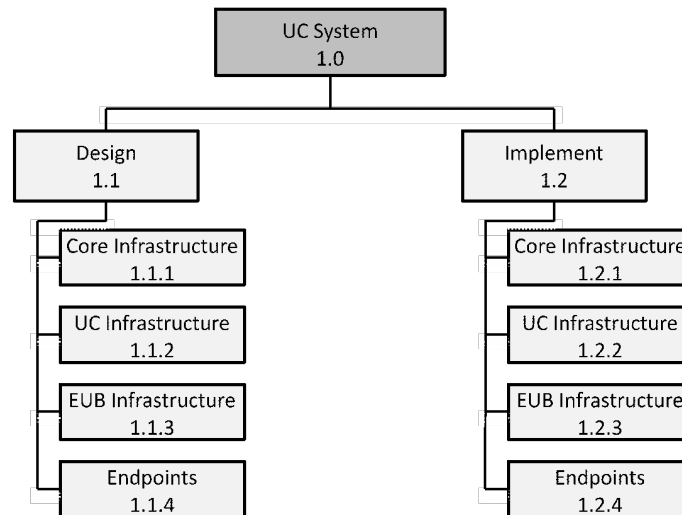 UC System
1.0
Design
1.1
Implement
1.2
Core Infrastructure
1.1.1
UC Infrastructure
1.1.2
EUB Infrastructure
1.1.3
Endpoints
1.1.4
Core Infrastructure
1.2.1
UC Infrastructure
1.2.2
EUB Infrastructure
1.2.3
Endpoints
1.2.4